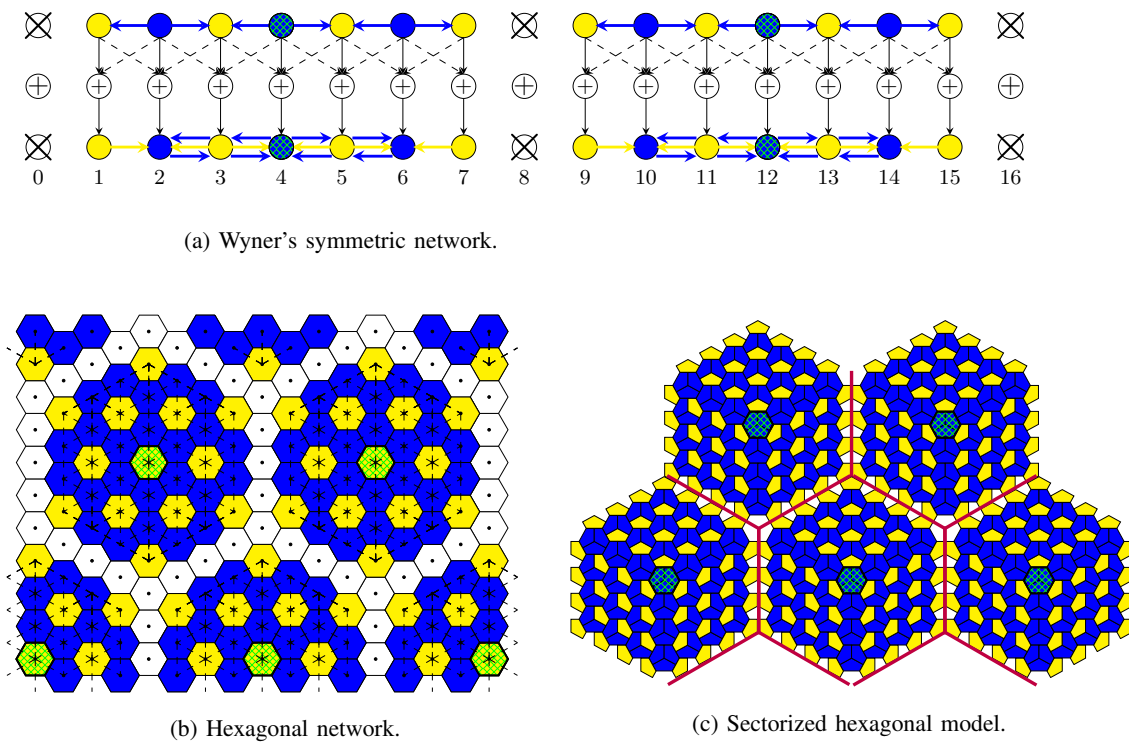 0 1 2 3 4 5 6 7 8 9 10 11 12 13 14 15 16
(a) Wyner's symmetric network.
(b) Hexagonal network.
(c) Sectorized hexagonal model.